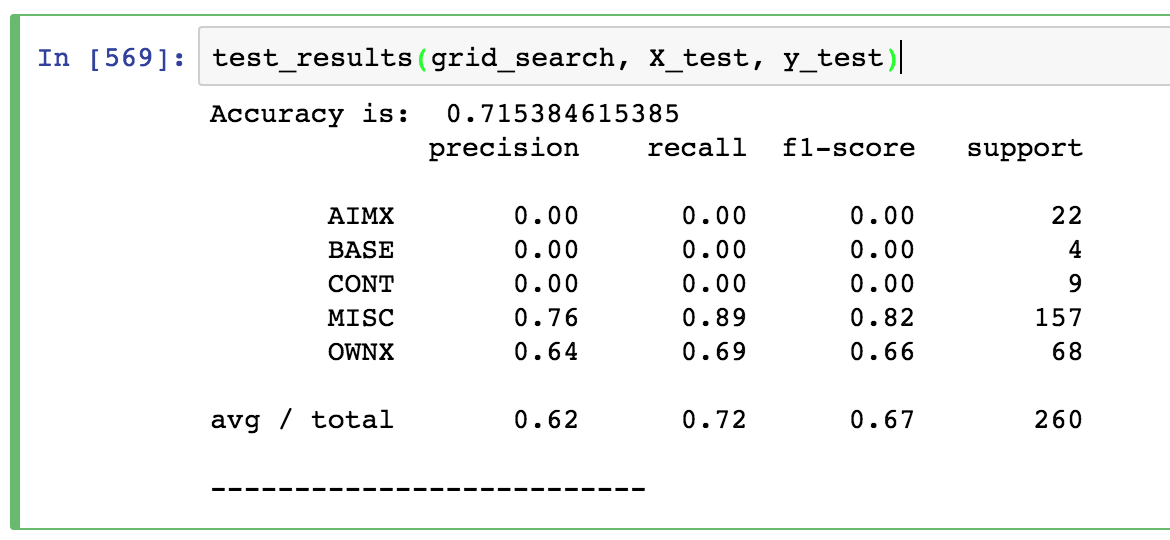 In [569]: test_results(grid_search, X_test, y_test)
Accuracy is:  0.715384615385
             precision    recall  f1-score   support

       AIMX       0.00      0.00      0.00        22
       BASE       0.00      0.00      0.00         4
       CONT       0.00      0.00      0.00         9
       MISC       0.76      0.89      0.82       157
       OWNX       0.64      0.69      0.66        68

avg / total       0.62      0.72      0.67       260

--------------------------